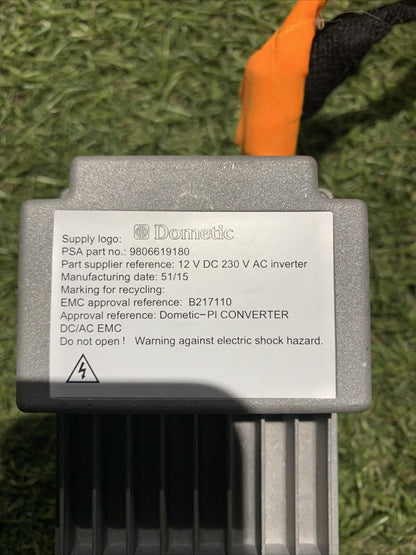 Supply logo: Dometic
PSA part no.: 9806619180
Part supplier reference: 12 V DC 230 V AC inverter
Manufacturing date: 51/15
Marking for recycling:
EMC approval reference: B217110
Approval reference: Dometic-PI CONVERTER
DC/AC EMC
Do not open ! Warning against electric shock hazard.